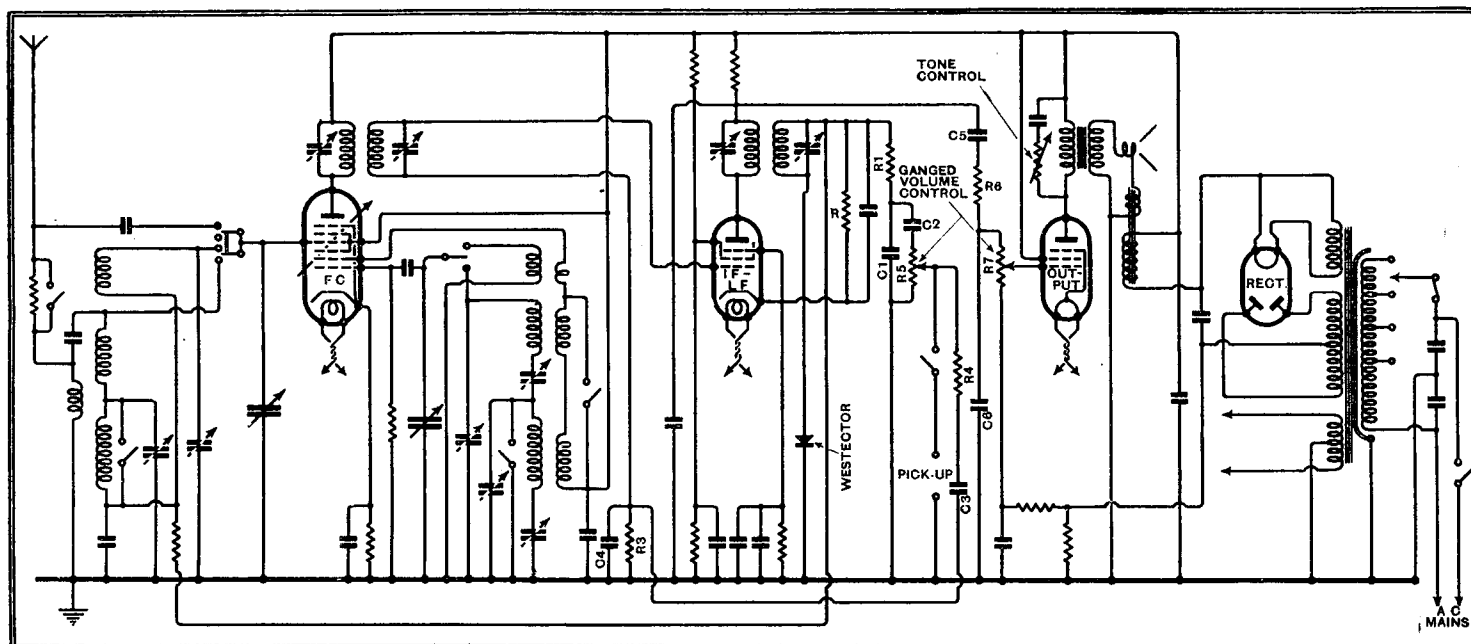 TONE
CONTROL
C5
R1
GANGED
VOLUME
CONTROL
R6
R
C2
FC
IF-
LF
C1
R5
R7
OUT-
PUT
RECT.
R4
C6
WESTECTOR
PICK-UP
C3
C4
R3
A C
MAINS